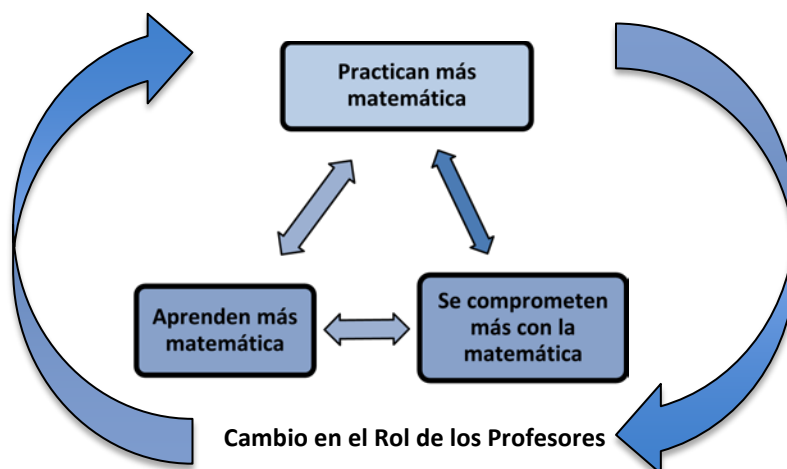 Practican más
matemática
Aprenden más
matemática
Se comprometen
más con la
matemática
Cambio en el Rol de los Profesores